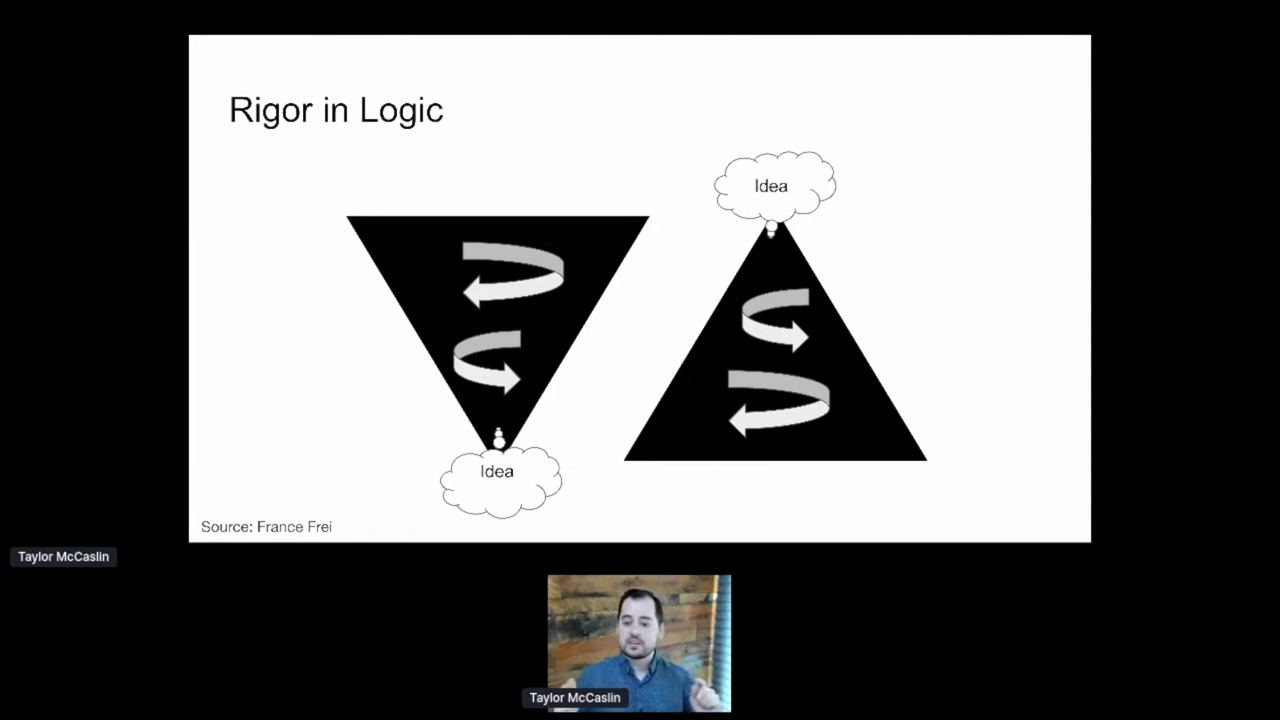 Rigor in Logic
Idea
Idea
Source: France Frei
Taylor McCaslin
Taylor McCaslin